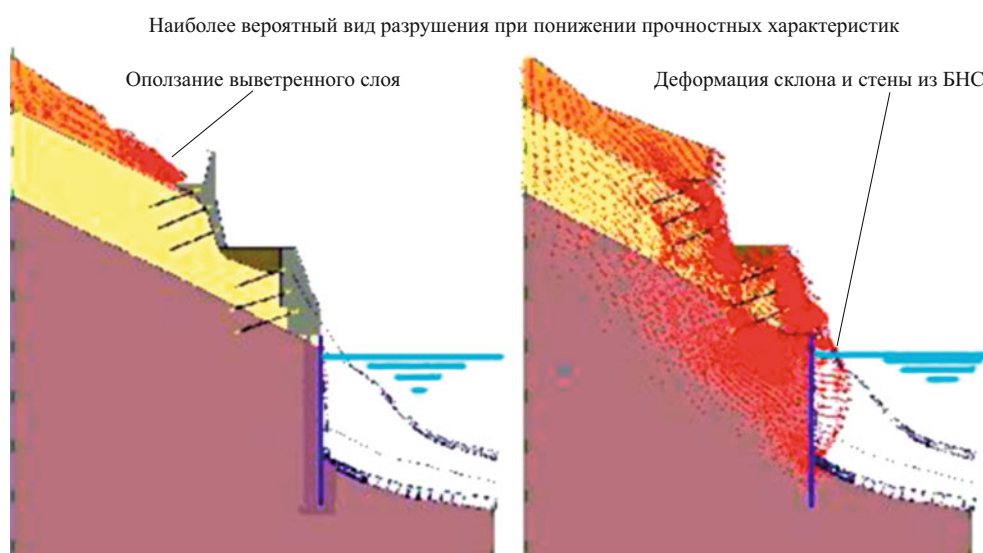 Наиболее вероятный вид разрушения при понижении прочностных характеристик
Оползание выветренного слоя
Деформация склона и стены из БНС